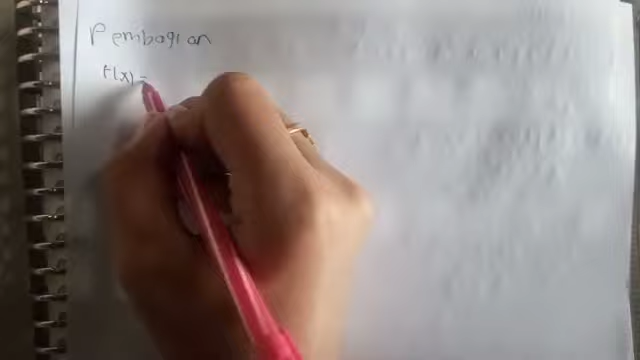 Pembagian
f(x) =